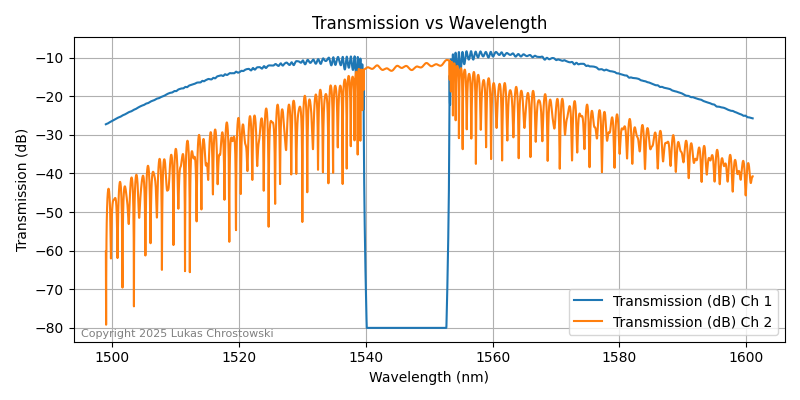 Transmission vs Wavelength
Transmission (dB)
−10
−20
−30
−40
−50
−60
−70
−80
Transmission (dB) Ch 1
Transmission (dB) Ch 2
Copyright 2025 Lukas Chrostowski
1500 1520 1540 1560 1580 1600
Wavelength (nm)